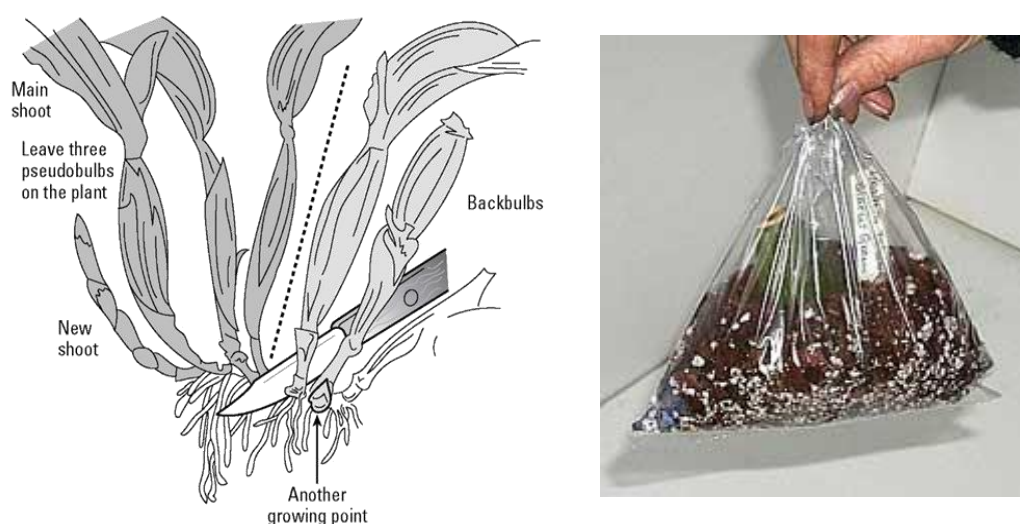 Main
shoot
Leave three
pseudobulbs
on the plant
Backbulbs
New
shoot
Another
growing point